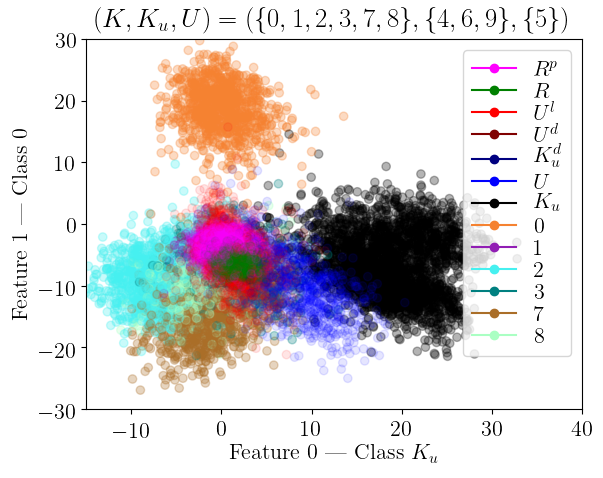 (K, K_u, U) = ({0, 1, 2, 3, 7, 8}, {4, 6, 9}, {5})
30
20
10
0
−10
−20
−30
Feature 1 — Class 0
R^p
R
U^l
U^d
K_u^d
U
K_u
0
1
2
3
7
8
−10 0 10 20 30 40
Feature 0 — Class K_u